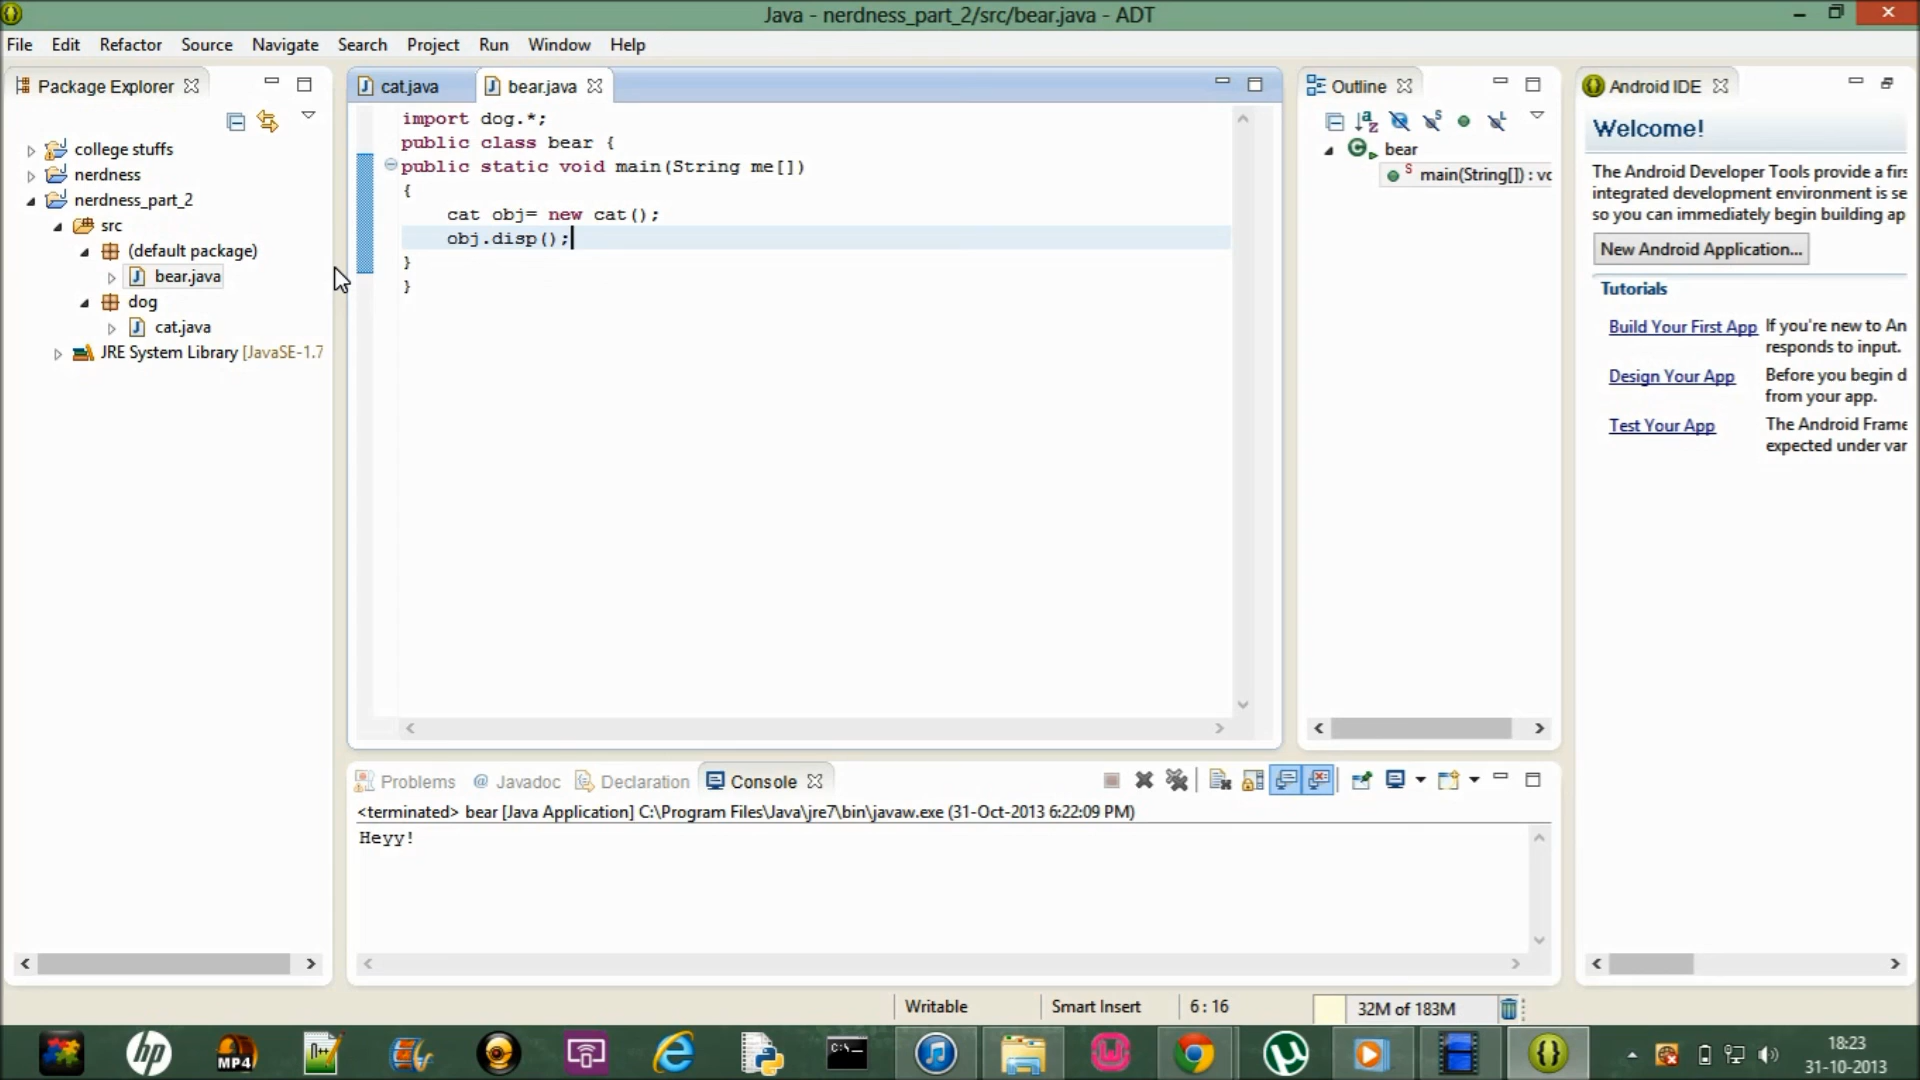 Java - nerdness_part_2/src/bear.java - ADT
File Edit Refactor Source Navigate Search Project Run Window Help
Package Explorer
college stuffs
nerdness
nerdness_part_2
src
(default package)
bear.java
dog
cat.java
JRE System Library [JavaSE-1.7
cat.java bear.java
import dog.*;
public class bear {
public static void main(String me[])
{
cat obj= new cat();
obj.disp();
}
}
Outline
bear
main(String[]) : vo
Android IDE
Welcome!
The Android Developer Tools provide a firs
integrated development environment is se
so you can immediately begin building ap
New Android Application...
Tutorials
Build Your First App If you're new to An
responds to input.
Design Your App Before you begin d
from your app.
Test Your App The Android Frame
expected under var
Problems @ Javadoc Declaration Console
<terminated> bear [Java Application] C:\Program Files\Java\jre7\bin\javaw.exe (31-Oct-2013 6:22:09 PM)
Heyy!
Writable Smart Insert 6 : 16 32M of 183M
hp MP4 C:\_
18:23
31-10-2013